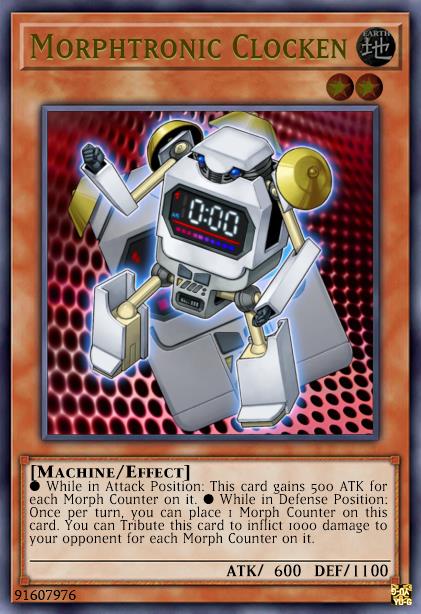 Morphtronic Clocken
EARTH
地
0:00
[Machine/Effect]
● While in Attack Position: This card gains 500 ATK for
each Morph Counter on it. ● While in Defense Position:
Once per turn, you can place 1 Morph Counter on this
card. You can Tribute this card to inflict 1000 damage to
your opponent for each Morph Counter on it.
ATK/ 600 DEF/1100
91607976